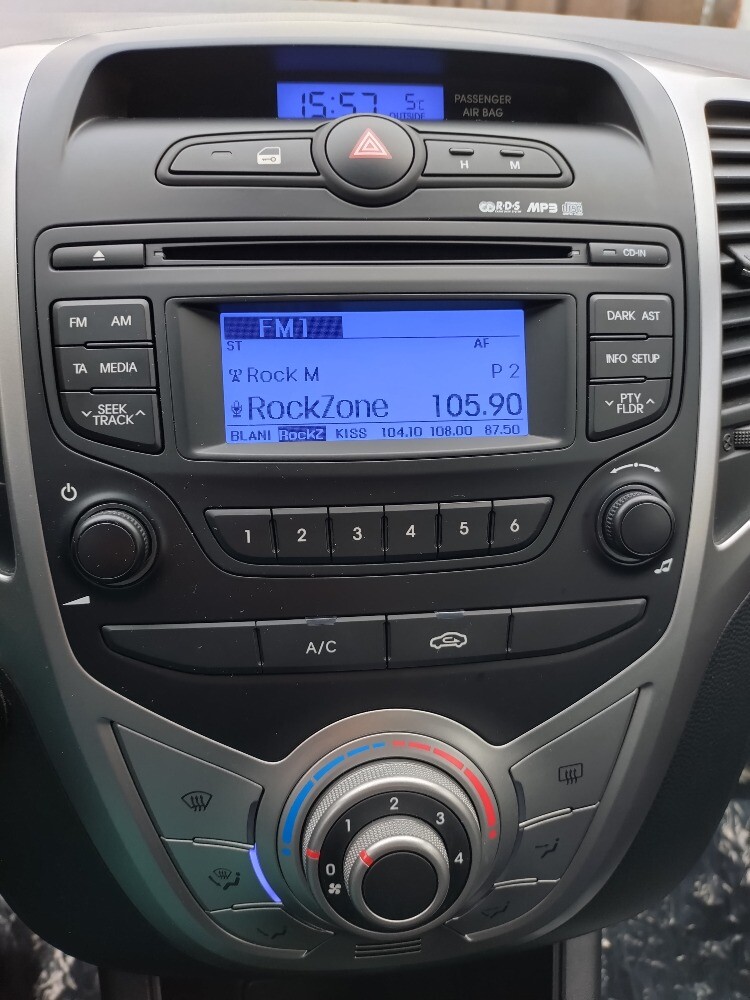 15:57 5c
OUTSIDE
PASSENGER
AIR BAG
H M
R·D·S MP3
CD-IN
FM AM
TA MEDIA
SEEK
TRACK
FM1
ST AF
Rock M P 2
RockZone 105.90
BLANI RockZ KISS 104.10 108.00 87.50
DARK AST
INFO SETUP
PTY
FLDR
1 2 3 4 5 6
A/C
0 1 2 3 4